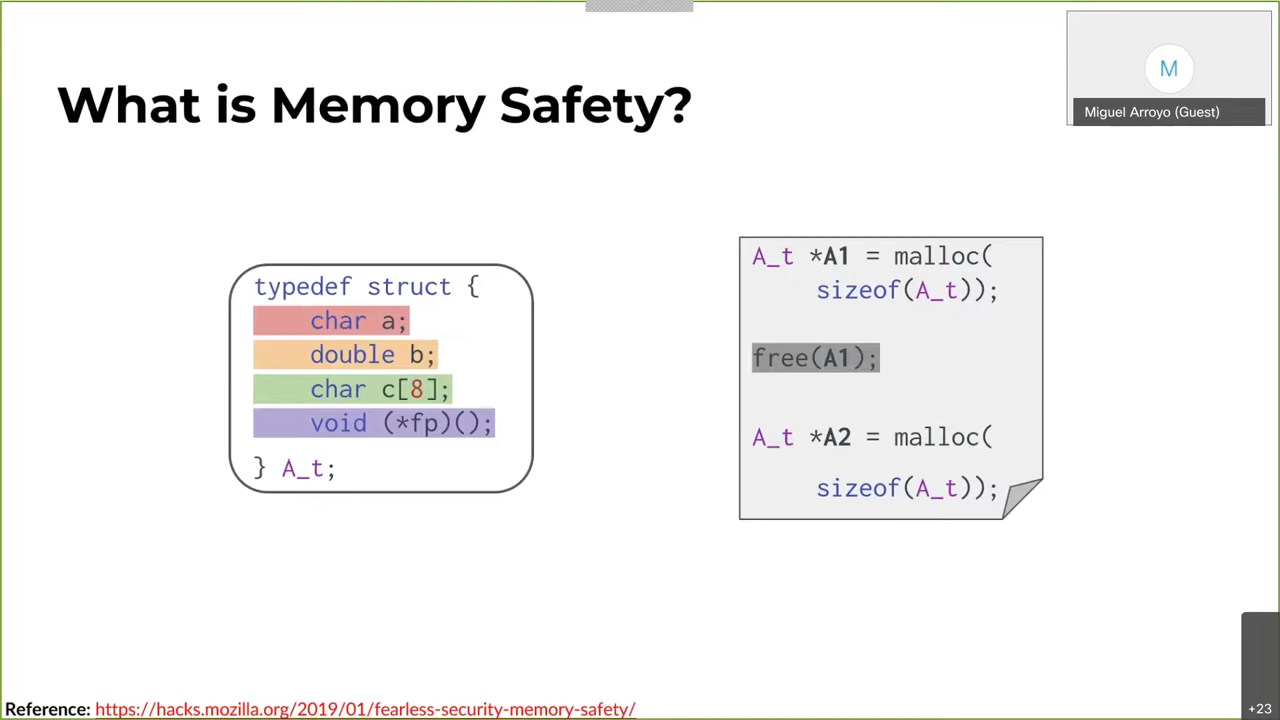 What is Memory Safety?
M
Miguel Arroyo (Guest)
typedef struct {
char a;
double b;
char c[8];
void (*fp)();
} A_t;
A_t *A1 = malloc(
sizeof(A_t));
free(A1);
A_t *A2 = malloc(
sizeof(A_t));
Reference: https://hacks.mozilla.org/2019/01/fearless-security-memory-safety/
+23